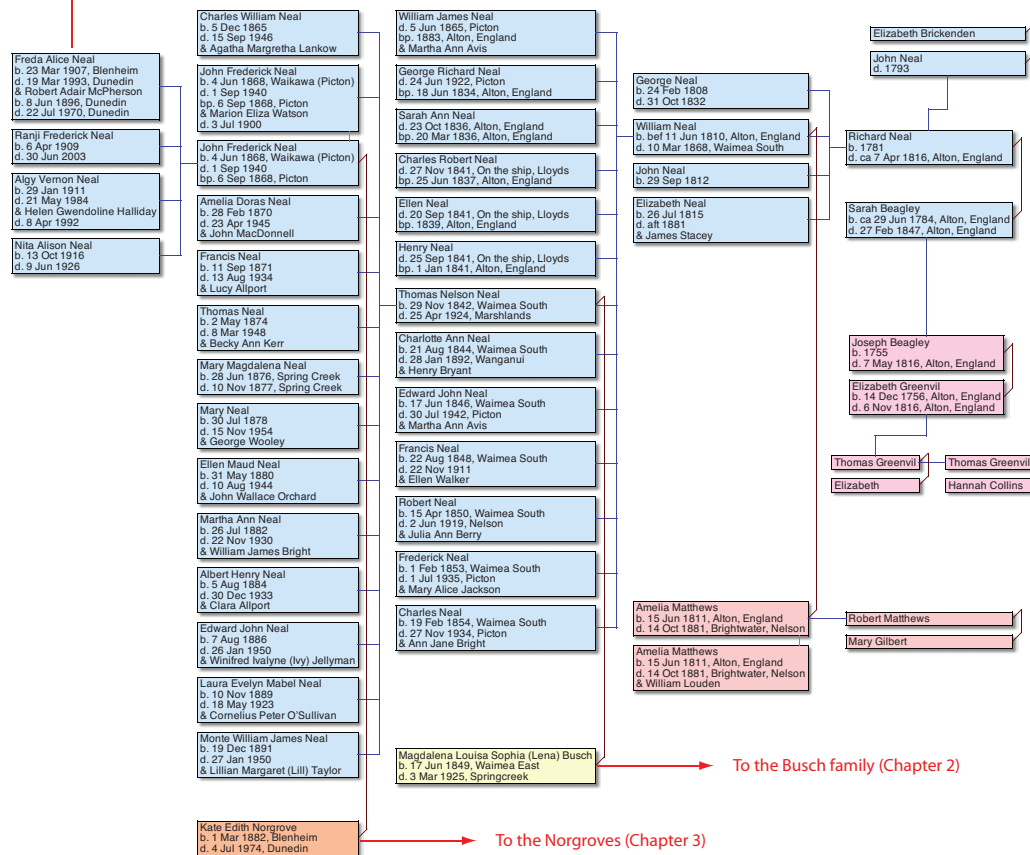 Freda Alice Neal
b. 23 Mar 1907, Blenheim
d. 19 Mar 1993, Dunedin
& Robert Adair McPherson
b. 8 Jun 1896, Dunedin
d. 22 Jul 1970, Dunedin
Ranji Frederick Neal
b. 6 Apr 1909
d. 30 Jun 2003
Algy Vernon Neal
b. 29 Jan 1911
d. 21 May 1984
& Helen Gwendoline Halliday
d. 8 Apr 1992
Nita Alison Neal
b. 13 Oct 1916
d. 9 Jun 1926
Charles William Neal
b. 5 Dec 1865
d. 15 Sep 1946
& Agatha Margretha Lankow
John Frederick Neal
b. 4 Jun 1868, Waikawa (Picton)
d. 1 Sep 1940
bp. 6 Sep 1868, Picton
& Marion Eliza Watson
d. 3 Jul 1900
John Frederick Neal
b. 4 Jun 1868, Waikawa (Picton)
d. 1 Sep 1940
bp. 6 Sep 1868, Picton
Amelia Doras Neal
b. 28 Feb 1870
d. 23 Apr 1945
& John MacDonnell
Francis Neal
b. 11 Sep 1871
d. 13 Aug 1934
& Lucy Allport
Thomas Neal
b. 2 May 1874
d. 8 Mar 1948
& Becky Ann Kerr
Mary Magdalena Neal
b. 28 Jun 1876, Spring Creek
d. 10 Nov 1877, Spring Creek
Mary Neal
b. 30 Jul 1878
d. 15 Nov 1954
& George Wooley
Ellen Maud Neal
b. 31 May 1880
d. 10 Aug 1944
& John Wallace Orchard
Martha Ann Neal
b. 26 Jul 1882
d. 22 Nov 1930
& William James Bright
Albert Henry Neal
b. 5 Aug 1884
d. 30 Dec 1933
& Clara Allport
Edward John Neal
b. 7 Aug 1886
d. 26 Jan 1950
& Winifred Ivalyne (Ivy) Jellyman
Laura Evelyn Mabel Neal
b. 10 Nov 1889
d. 18 May 1923
& Cornelius Peter O'Sullivan
Monte William James Neal
b. 19 Dec 1891
d. 27 Jan 1950
& Lillian Margaret (Lill) Taylor
Kate Edith Norgrove
b. 1 Mar 1882, Blenheim
d. 4 Jul 1974, Dunedin
To the Norgroves (Chapter 3)
William James Neal
d. 5 Jun 1865, Picton
bp. 1883, Alton, England
& Martha Ann Avis
George Richard Neal
d. 24 Jun 1922, Picton
bp. 18 Jun 1834, Alton, England
Sarah Ann Neal
d. 23 Oct 1836, Alton, England
bp. 20 Mar 1836, Alton, England
Charles Robert Neal
d. 27 Nov 1841, On the ship, Lloyds
bp. 25 Jun 1837, Alton, England
Ellen Neal
d. 20 Sep 1841, On the ship, Lloyds
bp. 1839, Alton, England
Henry Neal
d. 25 Sep 1841, On the ship, Lloyds
bp. 1 Jan 1841, Alton, England
Thomas Nelson Neal
b. 29 Nov 1842, Waimea South
d. 25 Apr 1924, Marshlands
Charlotte Ann Neal
b. 21 Aug 1844, Waimea South
d. 28 Jan 1892, Wanganui
& Henry Bryant
Edward John Neal
b. 17 Jun 1846, Waimea South
d. 30 Jul 1942, Picton
& Martha Ann Avis
Francis Neal
b. 22 Aug 1848, Waimea South
d. 22 Nov 1911
& Ellen Walker
Robert Neal
b. 15 Apr 1850, Waimea South
d. 2 Jun 1919, Nelson
& Julia Ann Berry
Frederick Neal
b. 1 Feb 1853, Waimea South
d. 1 Jul 1935, Picton
& Mary Alice Jackson
Charles Neal
b. 19 Feb 1854, Waimea South
d. 27 Nov 1934, Picton
& Ann Jane Bright
Magdalena Louisa Sophia (Lena) Busch
b. 17 Jun 1849, Waimea East
d. 3 Mar 1925, Springcreek
To the Busch family (Chapter 2)
George Neal
b. 24 Feb 1808
d. 31 Oct 1832
William Neal
b. bef 11 Jun 1810, Alton, England
d. 10 Mar 1868, Waimea South
John Neal
b. 29 Sep 1812
Elizabeth Neal
b. 26 Jul 1815
d. aft 1881
& James Stacey
Amelia Matthews
b. 15 Jun 1811, Alton, England
d. 14 Oct 1881, Brightwater, Nelson
Amelia Matthews
b. 15 Jun 1811, Alton, England
d. 14 Oct 1881, Brightwater, Nelson
& William Louden
Elizabeth Brickenden
John Neal
d. 1793
Richard Neal
b. 1781
d. ca 7 Apr 1816, Alton, England
Sarah Beagley
b. ca 29 Jun 1784, Alton, England
d. 27 Feb 1847, Alton, England
Joseph Beagley
b. 1755
d. 7 May 1816, Alton, England
Elizabeth Greenvil
b. 14 Dec 1756, Alton, England
d. 6 Nov 1816, Alton, England
Thomas Greenvil
Thomas Greenvil
Elizabeth
Hannah Collins
Robert Matthews
Mary Gilbert